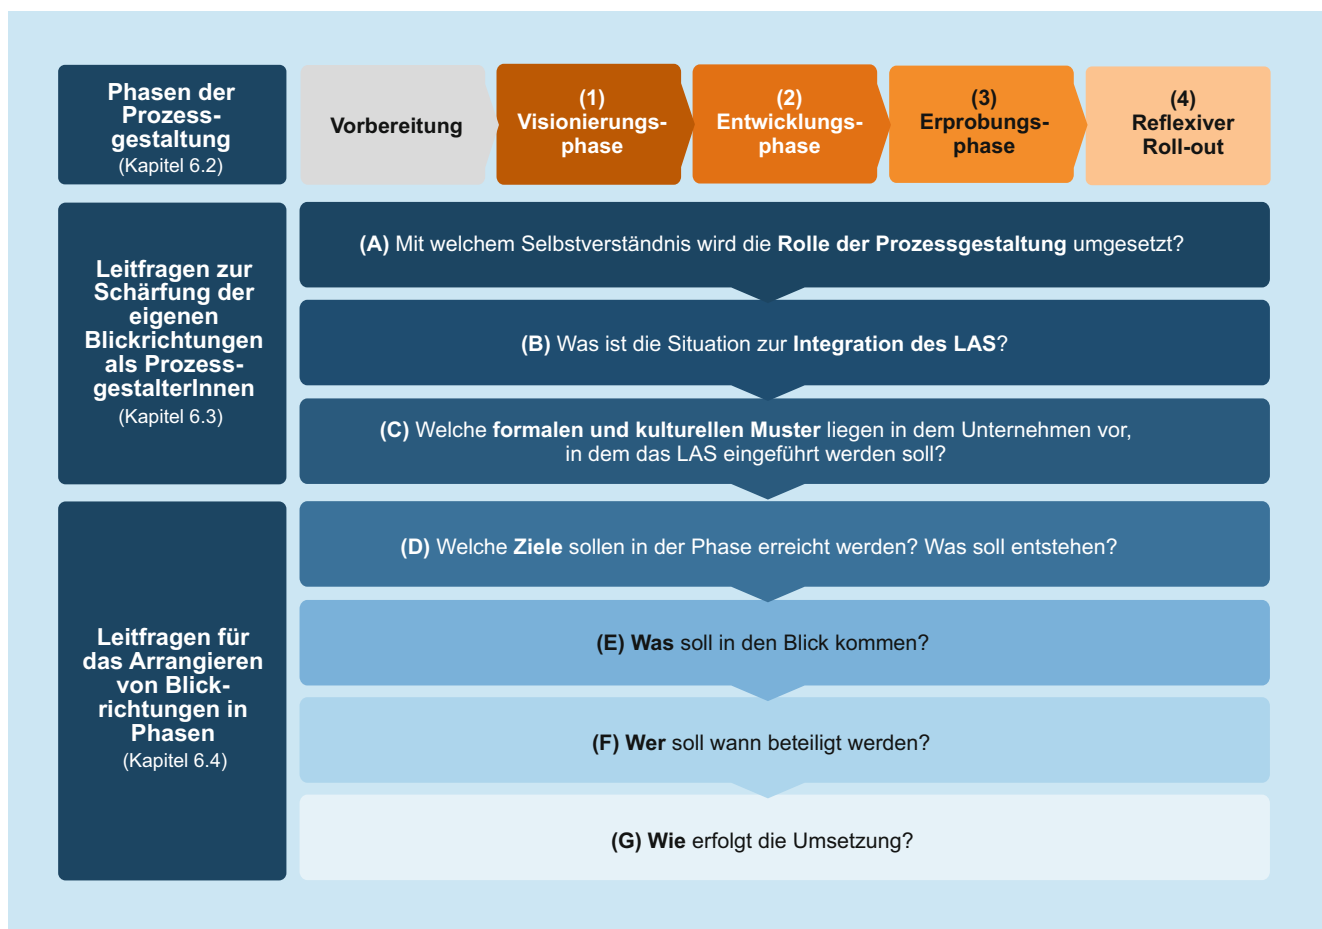 Phasen der
Prozess-
gestaltung
(Kapitel 6.2)
Vorbereitung
(1)
Visionierungs-
phase
(2)
Entwicklungs-
phase
(3)
Erprobungs-
phase
(4)
Reflexiver
Roll-out
Leitfragen zur
Schärfung der
eigenen
Blickrichtungen
als Prozess-
gestalterInnen
(Kapitel 6.3)
(A) Mit welchem Selbstverständnis wird die Rolle der Prozessgestaltung umgesetzt?
(B) Was ist die Situation zur Integration des LAS?
(C) Welche formalen und kulturellen Muster liegen in dem Unternehmen vor,
in dem das LAS eingeführt werden soll?
Leitfragen für
das Arrangieren
von Blick-
richtungen in
Phasen
(Kapitel 6.4)
(D) Welche Ziele sollen in der Phase erreicht werden? Was soll entstehen?
(E) Was soll in den Blick kommen?
(F) Wer soll wann beteiligt werden?
(G) Wie erfolgt die Umsetzung?